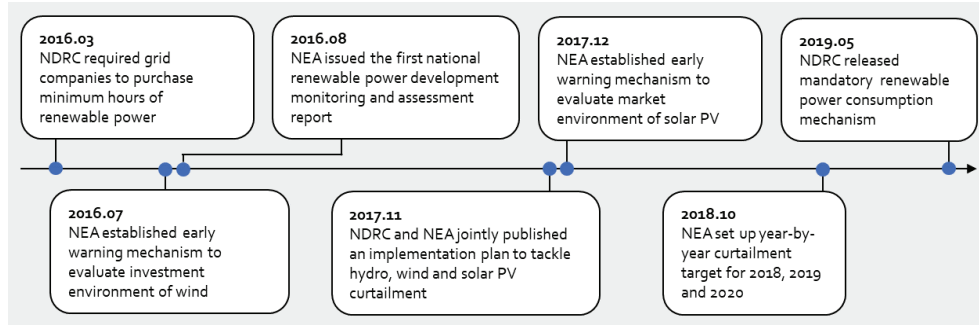 2016.03
NDRC required grid
companies to purchase
minimum hours of
renewable power
2016.08
NEA issued the first national
renewable power development
monitoring and assessment
report
2017.12
NEA established early
warning mechanism to
evaluate market
environment of solar PV
2019.05
NDRC released
mandatory renewable
power consumption
mechanism
2016.07
NEA established early
warning mechanism to
evaluate investment
environment of wind
2017.11
NDRC and NEA jointly published
an implementation plan to tackle
hydro, wind and solar PV
curtailment
2018.10
NEA set up year-by-
year curtailment
target for 2018, 2019
and 2020